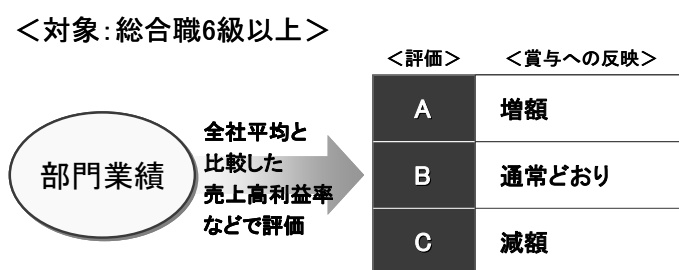 ＜対象：総合職6級以上＞
＜評価＞ ＜賞与への反映＞
部門業績
全社平均と
比較した
売上高利益率
などで評価
A 増額
B 通常どおり
C 減額